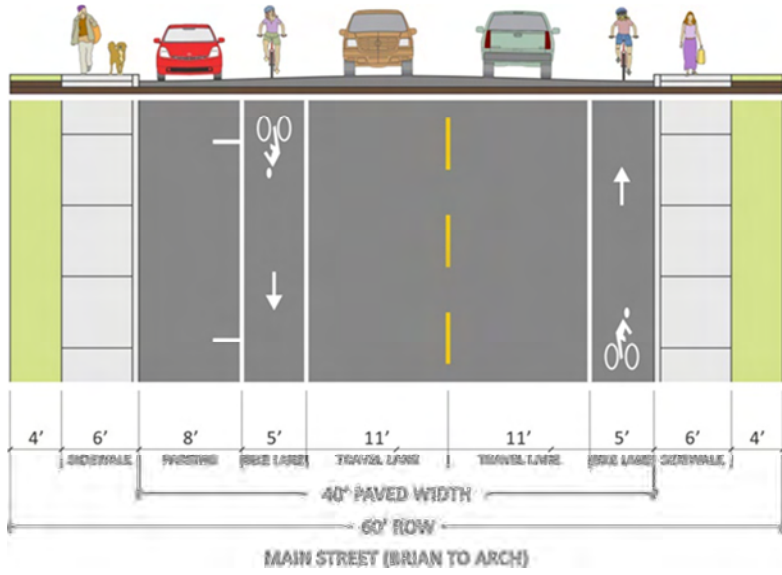 4' 6' 8' 5' 11' 11' 5' 6' 4'
SIDEWALK PARKING BIKE LANE TRAVEL LANE TRAVEL LANE BIKE LANE SIDEWALK
40' PAVED WIDTH
60' ROW
MAIN STREET (BRIAN TO ARCH)